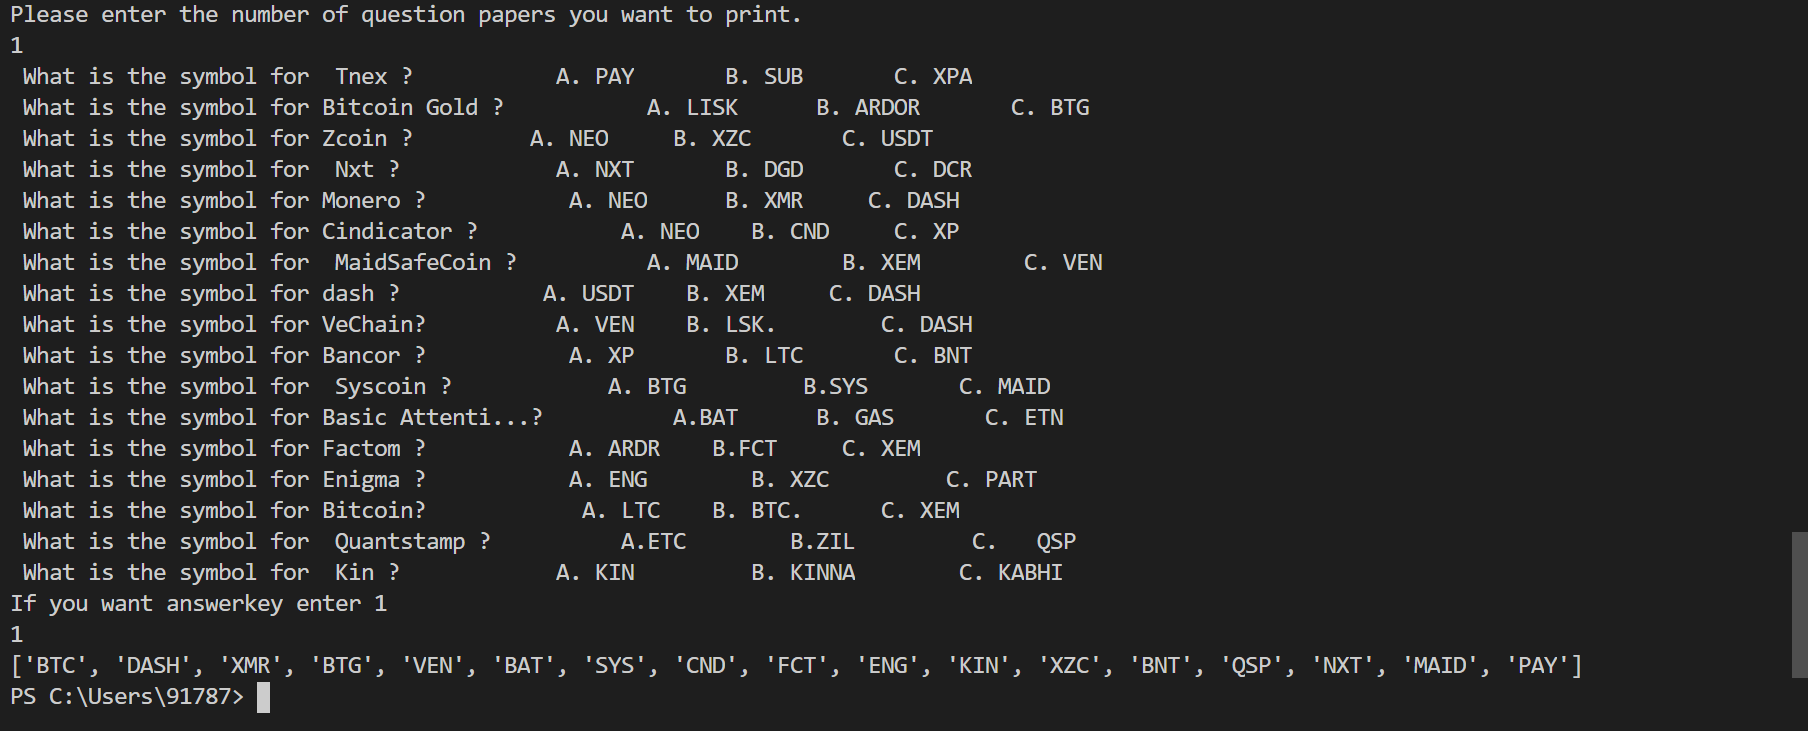 Please enter the number of question papers you want to print.
1
 What is the symbol for  Tnex ?           A. PAY       B. SUB       C. XPA
 What is the symbol for Bitcoin Gold ?           A. LISK      B. ARDOR       C. BTG
 What is the symbol for Zcoin ?         A. NEO     B. XZC       C. USDT
 What is the symbol for  Nxt ?            A. NXT       B. DGD       C. DCR
 What is the symbol for Monero ?           A. NEO      B. XMR     C. DASH
 What is the symbol for Cindicator ?           A. NEO    B. CND     C. XP
 What is the symbol for  MaidSafeCoin ?          A. MAID        B. XEM        C. VEN
 What is the symbol for dash ?           A. USDT    B. XEM     C. DASH
 What is the symbol for VeChain?          A. VEN    B. LSK.        C. DASH
 What is the symbol for Bancor ?           A. XP       B. LTC       C. BNT
 What is the symbol for  Syscoin ?            A. BTG         B.SYS       C. MAID
 What is the symbol for Basic Attenti...?          A.BAT      B. GAS       C. ETN
 What is the symbol for Factom ?           A. ARDR    B.FCT     C. XEM
 What is the symbol for Enigma ?           A. ENG        B. XZC         C. PART
 What is the symbol for Bitcoin?            A. LTC    B. BTC.      C. XEM
 What is the symbol for  Quantstamp ?          A.ETC        B.ZIL         C.   QSP
 What is the symbol for  Kin ?            A. KIN         B. KINNA        C. KABHI
If you want answerkey enter 1
1
['BTC', 'DASH', 'XMR', 'BTG', 'VEN', 'BAT', 'SYS', 'CND', 'FCT', 'ENG', 'KIN', 'XZC', 'BNT', 'QSP', 'NXT', 'MAID', 'PAY']
PS C:\Users\91787>